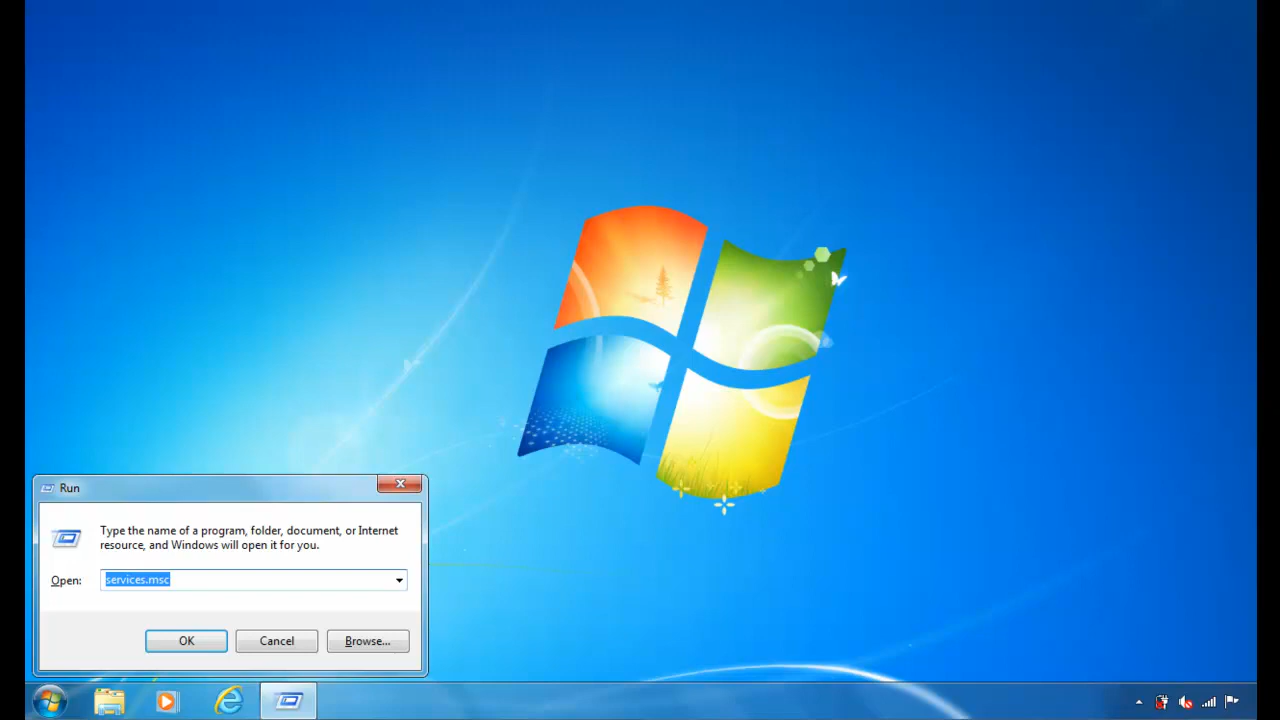 Run
Type the name of a program, folder, document, or Internet
resource, and Windows will open it for you.
Open: services.msc
OK Cancel Browse...